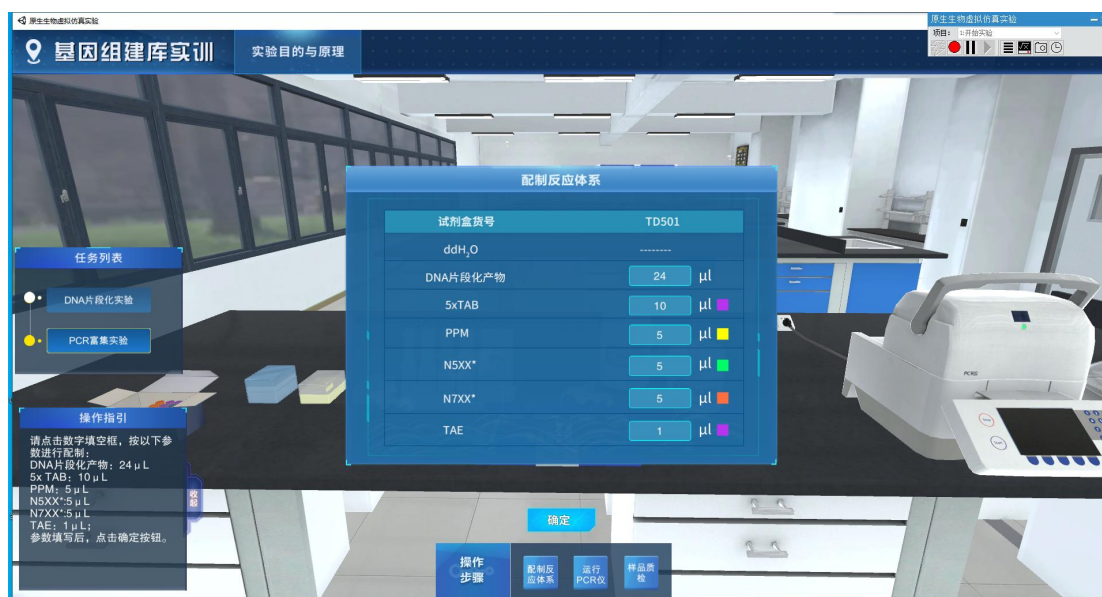 原生生物虚拟仿真实验
基因组建库实训
实验目的与原理
原生生物虚拟仿真实验
项目: 1:开始实验
配制反应体系
试剂盒货号 TD501
ddH₂O --------
DNA片段化产物 24 μl
5xTAB 10 μl
PPM 5 μl
N5XX* 5 μl
N7XX* 5 μl
TAE 1 μl
任务列表
DNA片段化实验
PCR富集实验
操作指引
请点击数字填空框，按以下参
数进行配制：
DNA片段化产物：24μL
5x TAB：10μL
PPM：5μL
N5XX*:5μL
N7XX*:5μL
TAE：1μL；
参数填写后，点击确定按钮。
收起
确定
操作
步骤
配制反
应体系
运行
PCR仪
样品质
检
PCR仪